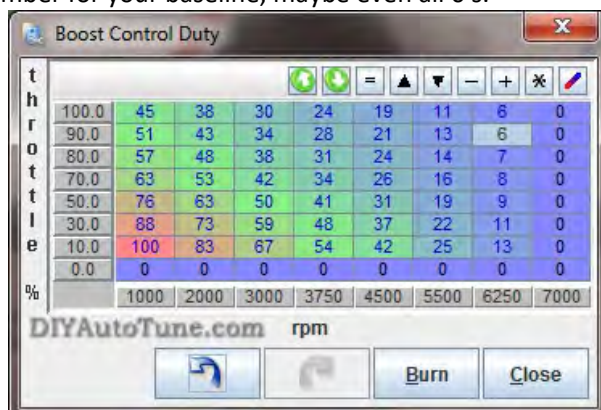 mber for your baseline, maybe even all 0's.
Boost Control Duty
throttle
100.0 45 38 30 24 19 11 6 0
90.0 51 43 34 28 21 13 6 0
80.0 57 48 38 31 24 14 7 0
70.0 63 53 42 34 26 16 8 0
50.0 76 63 50 41 31 19 9 0
30.0 88 73 59 48 37 22 11 0
10.0 100 83 67 54 42 25 13 0
0.0 0 0 0 0 0 0 0 0
% 1000 2000 3000 3750 4500 5500 6250 7000
DIYAutoTune.com rpm
Burn Close